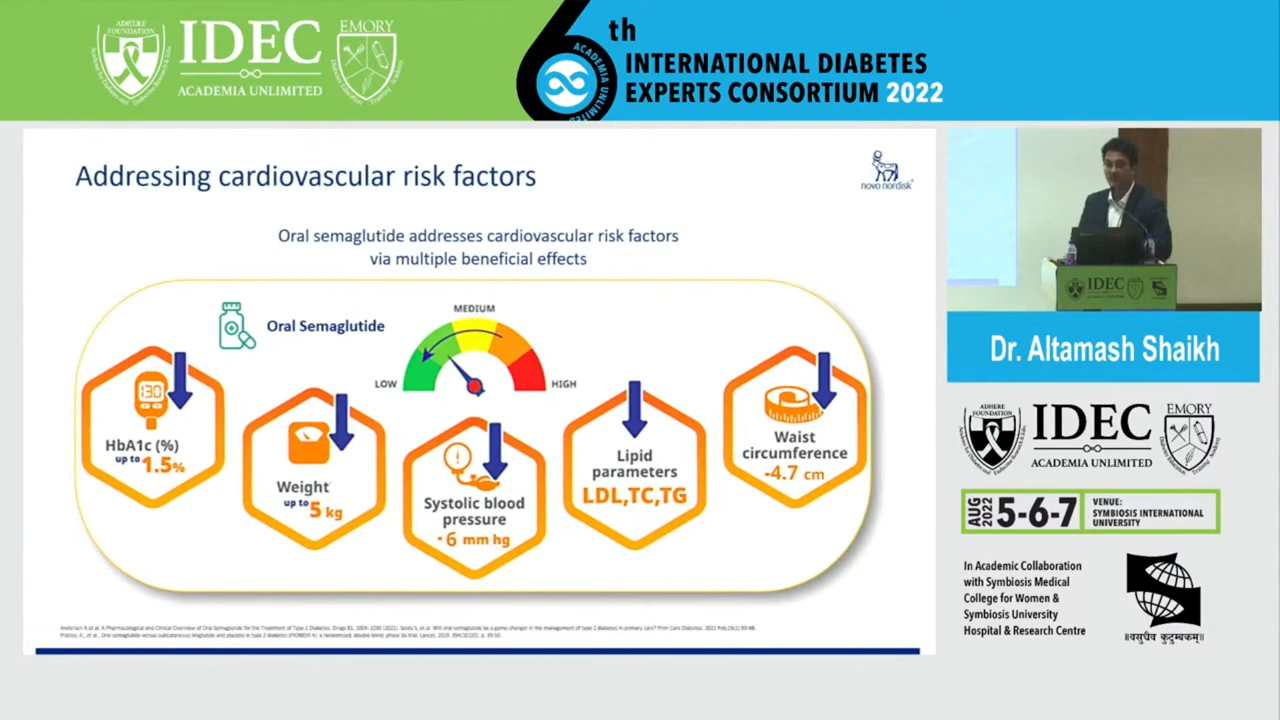 ADHERE
FOUNDATION
IDEC
ACADEMIA UNLIMITED
EMORY
6th
ACADEMIA UNLIMITED
INTERNATIONAL DIABETES
EXPERTS CONSORTIUM 2022
Addressing cardiovascular risk factors
novo nordisk®
Oral semaglutide addresses cardiovascular risk factors
via multiple beneficial effects
Oral Semaglutide
LOW
MEDIUM
HIGH
130
HbA1c (%)
up to 1.5%
Weight
up to 5 kg
Systolic blood
pressure
- 6 mm hg
Lipid
parameters
LDL,TC,TG
Waist
circumference
-4.7 cm
IDEC
Dr. Altamash Shaikh
ADHERE
FOUNDATION
IDEC
ACADEMIA UNLIMITED
EMORY
AUG
2022
5-6-7
VENUE:
SYMBIOSIS INTERNATIONAL
UNIVERSITY
In Academic Collaboration
with Symbiosis Medical
College for Women &
Symbiosis University
Hospital & Research Centre
॥वसुधैव कुटुम्बकम्॥